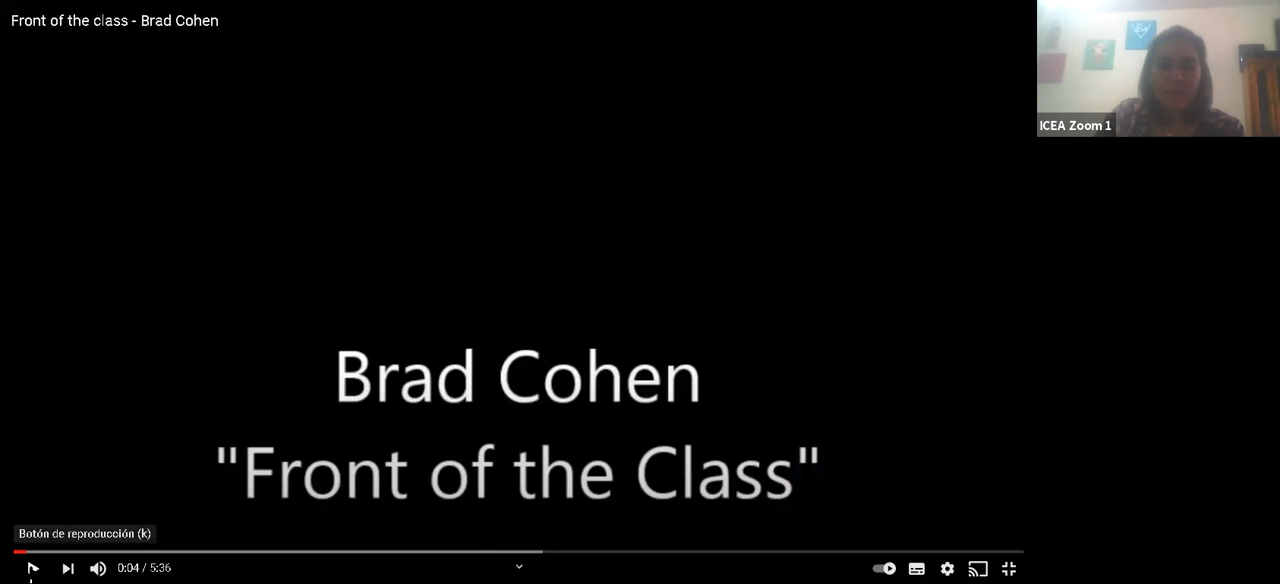 Front of the class - Brad Cohen
ICEA Zoom 1
Brad Cohen
"Front of the Class"
Botón de reproducción (k)
0:04 / 5:36